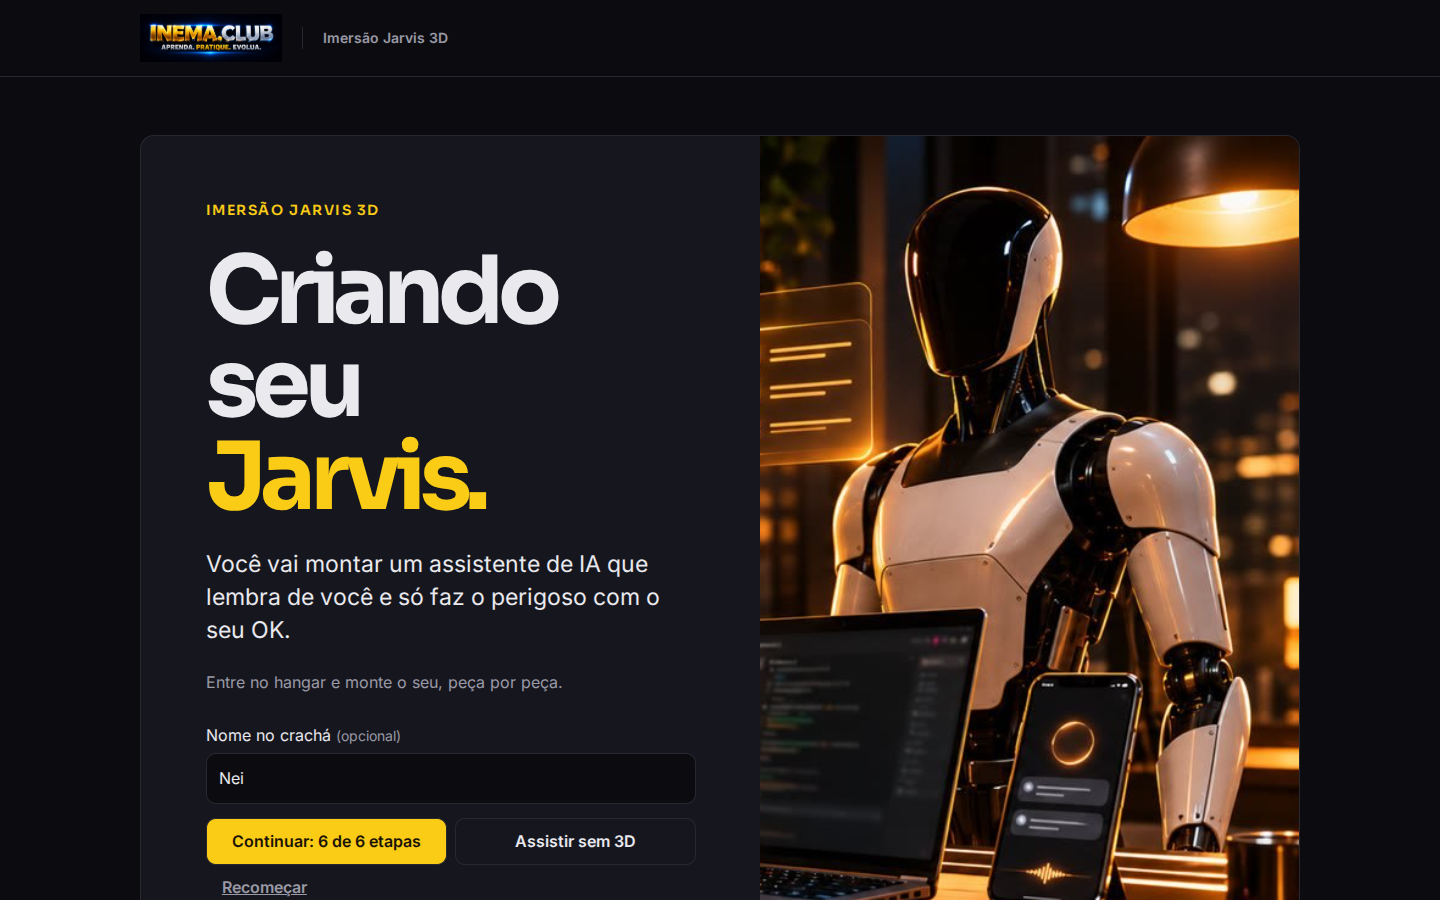 INEMA.CLUB
APRENDA. PRATIQUE. EVOLUA.
Imersão Jarvis 3D
IMERSÃO JARVIS 3D
Criando
seu
Jarvis.
Você vai montar um assistente de IA que
lembra de você e só faz o perigoso com o
seu OK.
Entre no hangar e monte o seu, peça por peça.
Nome no crachá (opcional)
Nei
Continuar: 6 de 6 etapas
Assistir sem 3D
Recomeçar